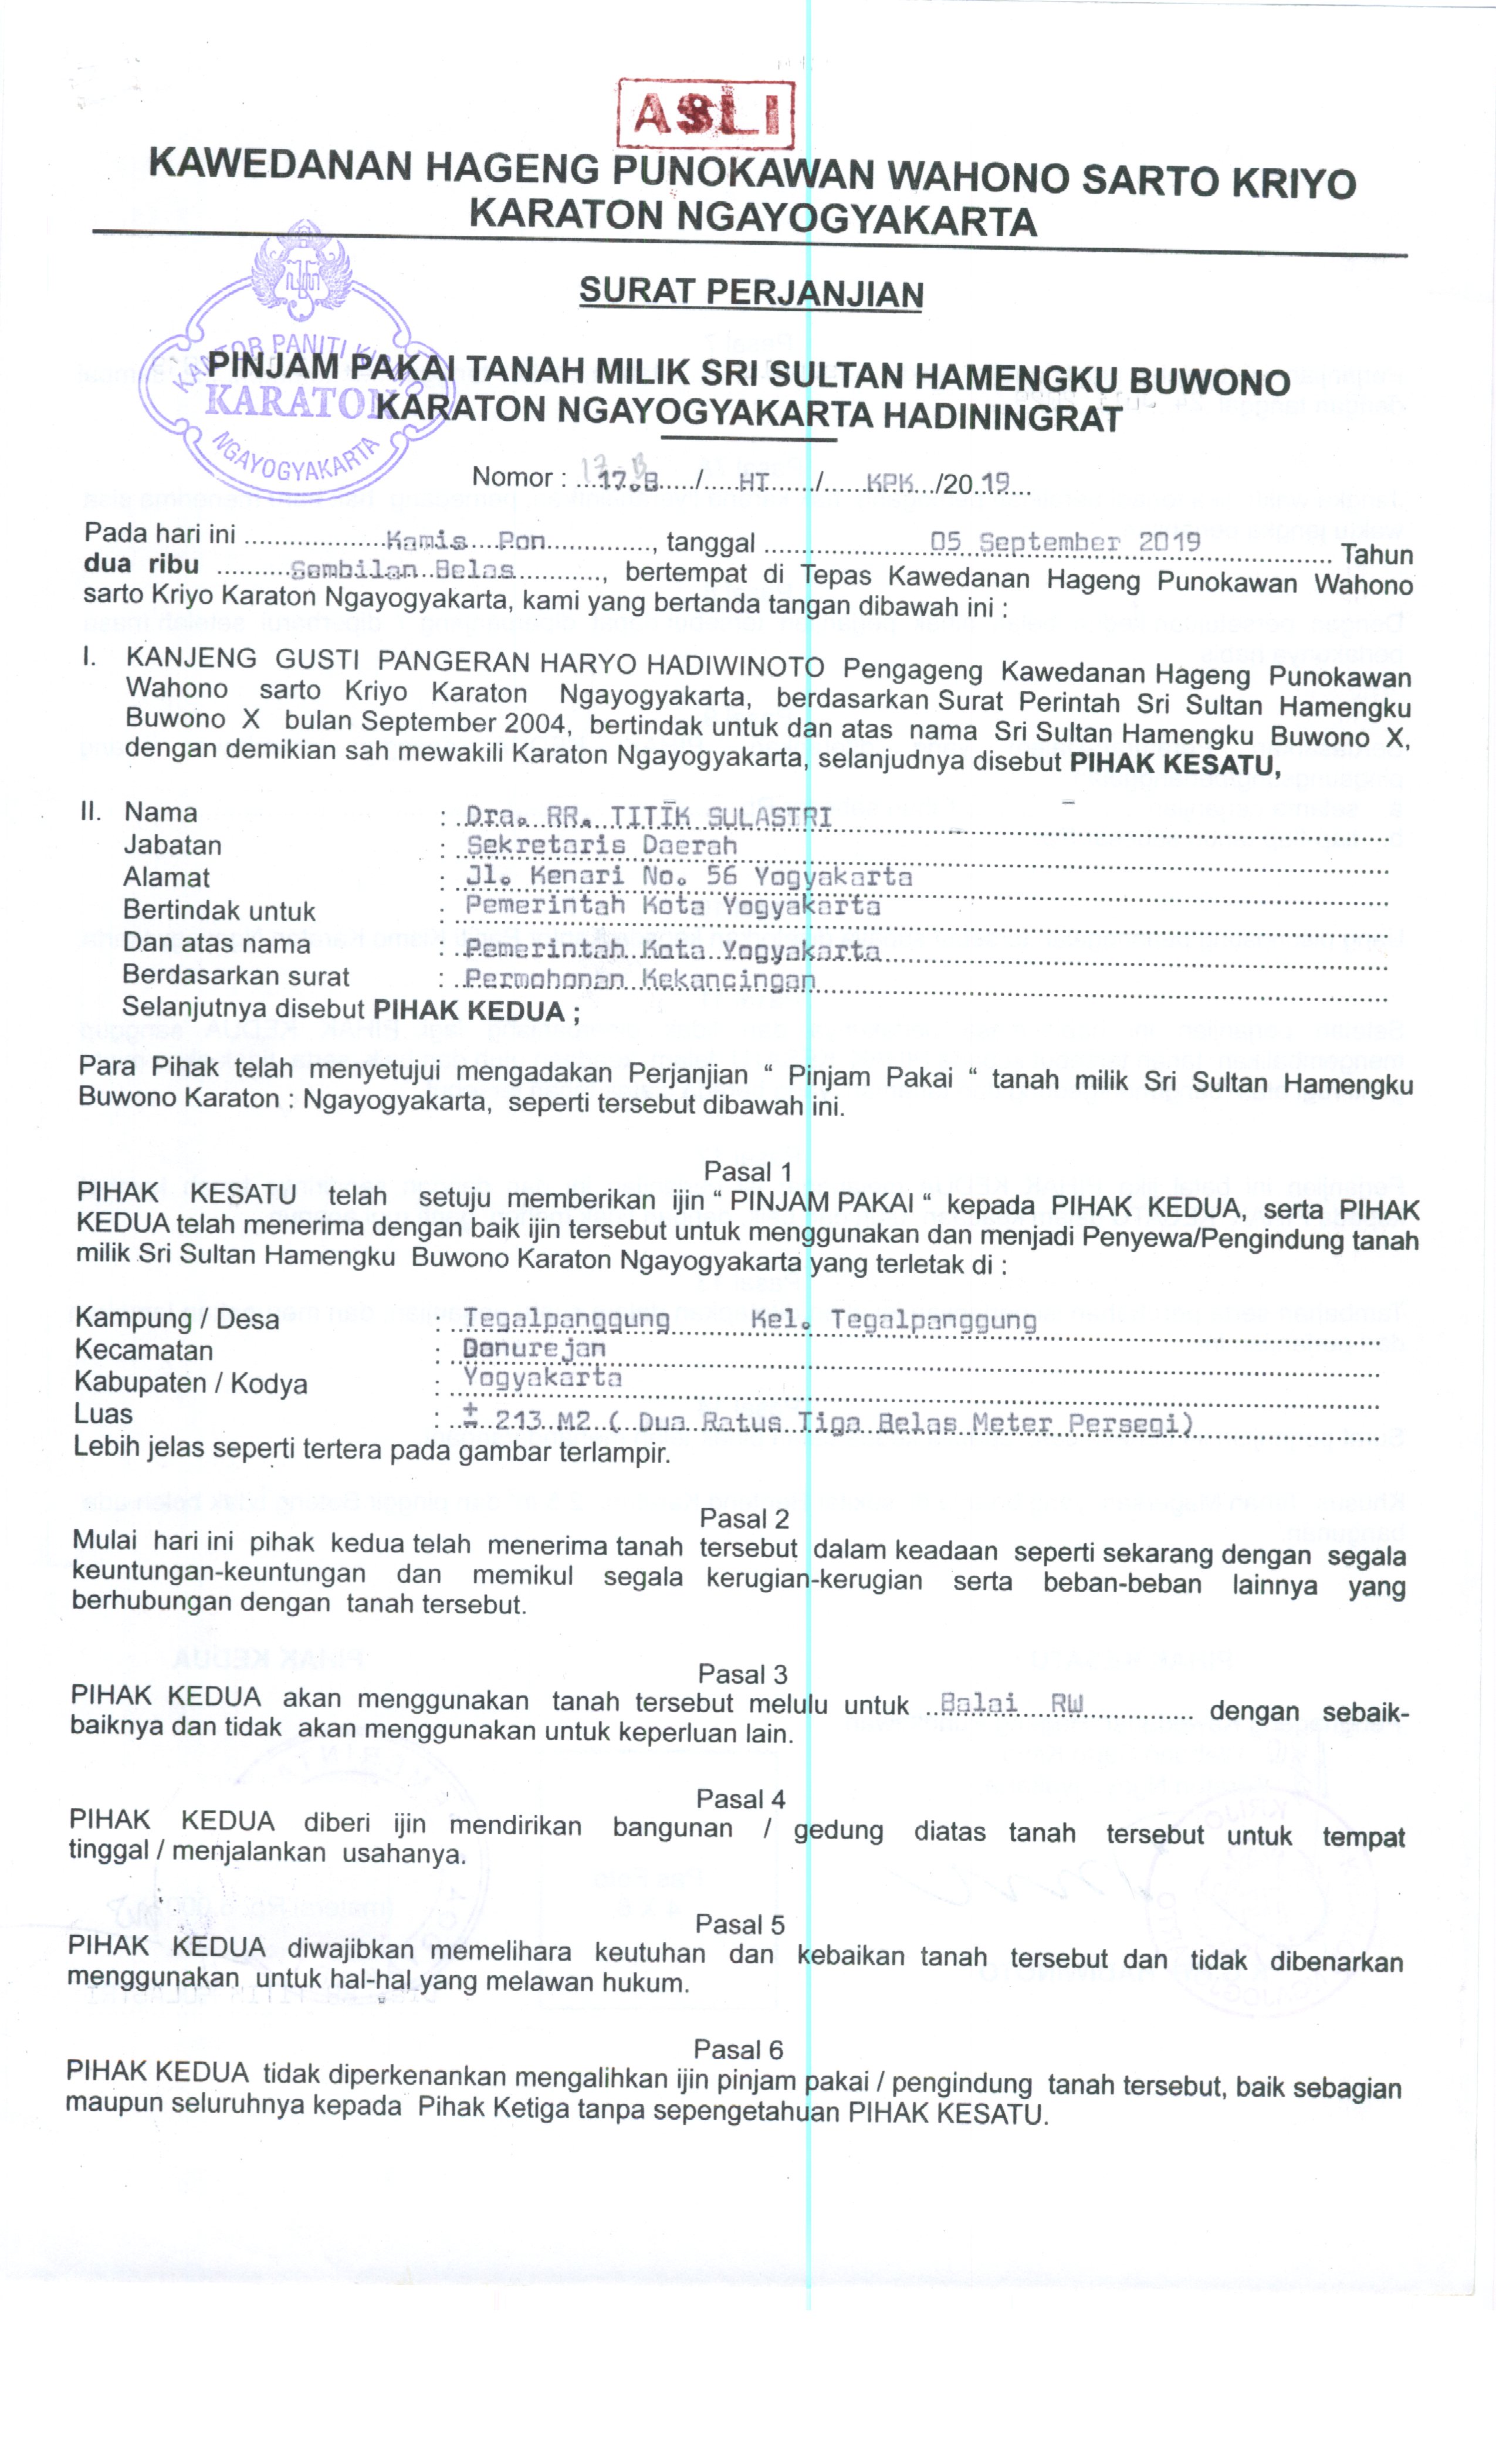 ASLI
KAWEDANAN HAGENG PUNOKAWAN WAHONO SARTO KRIYO
KARATON NGAYOGYAKARTA
SURAT PERJANJIAN
KANTOR PANITI KISMO
KARATON
NGAYOGYAKARTA
PINJAM PAKAI TANAH MILIK SRI SULTAN HAMENGKU BUWONO
KARATON NGAYOGYAKARTA HADININGRAT
17.B
Nomor : ...17.B...../.....HT......./......KPK.../20.19...
Pada hari ini .................Kamis Pon............., tanggal ....................05 September 2019................ Tahun
dua ribu ..........Sembilan Belas..........., bertempat di Tepas Kawedanan Hageng Punokawan Wahono
sarto Kriyo Karaton Ngayogyakarta, kami yang bertanda tangan dibawah ini :
I. KANJENG GUSTI PANGERAN HARYO HADIWINOTO Pengageng Kawedanan Hageng Punokawan
Wahono sarto Kriyo Karaton Ngayogyakarta, berdasarkan Surat Perintah Sri Sultan Hamengku
Buwono X bulan September 2004, bertindak untuk dan atas nama Sri Sultan Hamengku Buwono X,
dengan demikian sah mewakili Karaton Ngayogyakarta, selanjudnya disebut PIHAK KESATU,
II. Nama : Dra. RR. TITIK SULASTRI
Jabatan : Sekretaris Daerah
Alamat : Jl. Kenari No. 56 Yogyakarta
Bertindak untuk : Pemerintah Kota Yogyakarta
Dan atas nama : Pemerintah Kota Yogyakarta
Berdasarkan surat : Permohonan Kekancingan
Selanjutnya disebut PIHAK KEDUA ;
Para Pihak telah menyetujui mengadakan Perjanjian “ Pinjam Pakai “ tanah milik Sri Sultan Hamengku
Buwono Karaton : Ngayogyakarta, seperti tersebut dibawah ini.
Pasal 1
PIHAK KESATU telah setuju memberikan ijin “ PINJAM PAKAI “ kepada PIHAK KEDUA, serta PIHAK
KEDUA telah menerima dengan baik ijin tersebut untuk menggunakan dan menjadi Penyewa/Pengindung tanah
milik Sri Sultan Hamengku Buwono Karaton Ngayogyakarta yang terletak di :
Kampung / Desa : Tegalpanggung Kel. Tegalpanggung
Kecamatan : Danurejan
Kabupaten / Kodya : Yogyakarta
Luas : ± 213 M2 ( Dua Ratus Tiga Belas Meter Persegi)
Lebih jelas seperti tertera pada gambar terlampir.
Pasal 2
Mulai hari ini pihak kedua telah menerima tanah tersebut dalam keadaan seperti sekarang dengan segala
keuntungan-keuntungan dan memikul segala kerugian-kerugian serta beban-beban lainnya yang
berhubungan dengan tanah tersebut.
Pasal 3
PIHAK KEDUA akan menggunakan tanah tersebut melulu untuk ..Balai RW............. dengan sebaik-
baiknya dan tidak akan menggunakan untuk keperluan lain.
Pasal 4
PIHAK KEDUA diberi ijin mendirikan bangunan / gedung diatas tanah tersebut untuk tempat
tinggal / menjalankan usahanya.
Pasal 5
PIHAK KEDUA diwajibkan memelihara keutuhan dan kebaikan tanah tersebut dan tidak dibenarkan
menggunakan untuk hal-hal yang melawan hukum.
Pasal 6
PIHAK KEDUA tidak diperkenankan mengalihkan ijin pinjam pakai / pengindung tanah tersebut, baik sebagian
maupun seluruhnya kepada Pihak Ketiga tanpa sepengetahuan PIHAK KESATU.